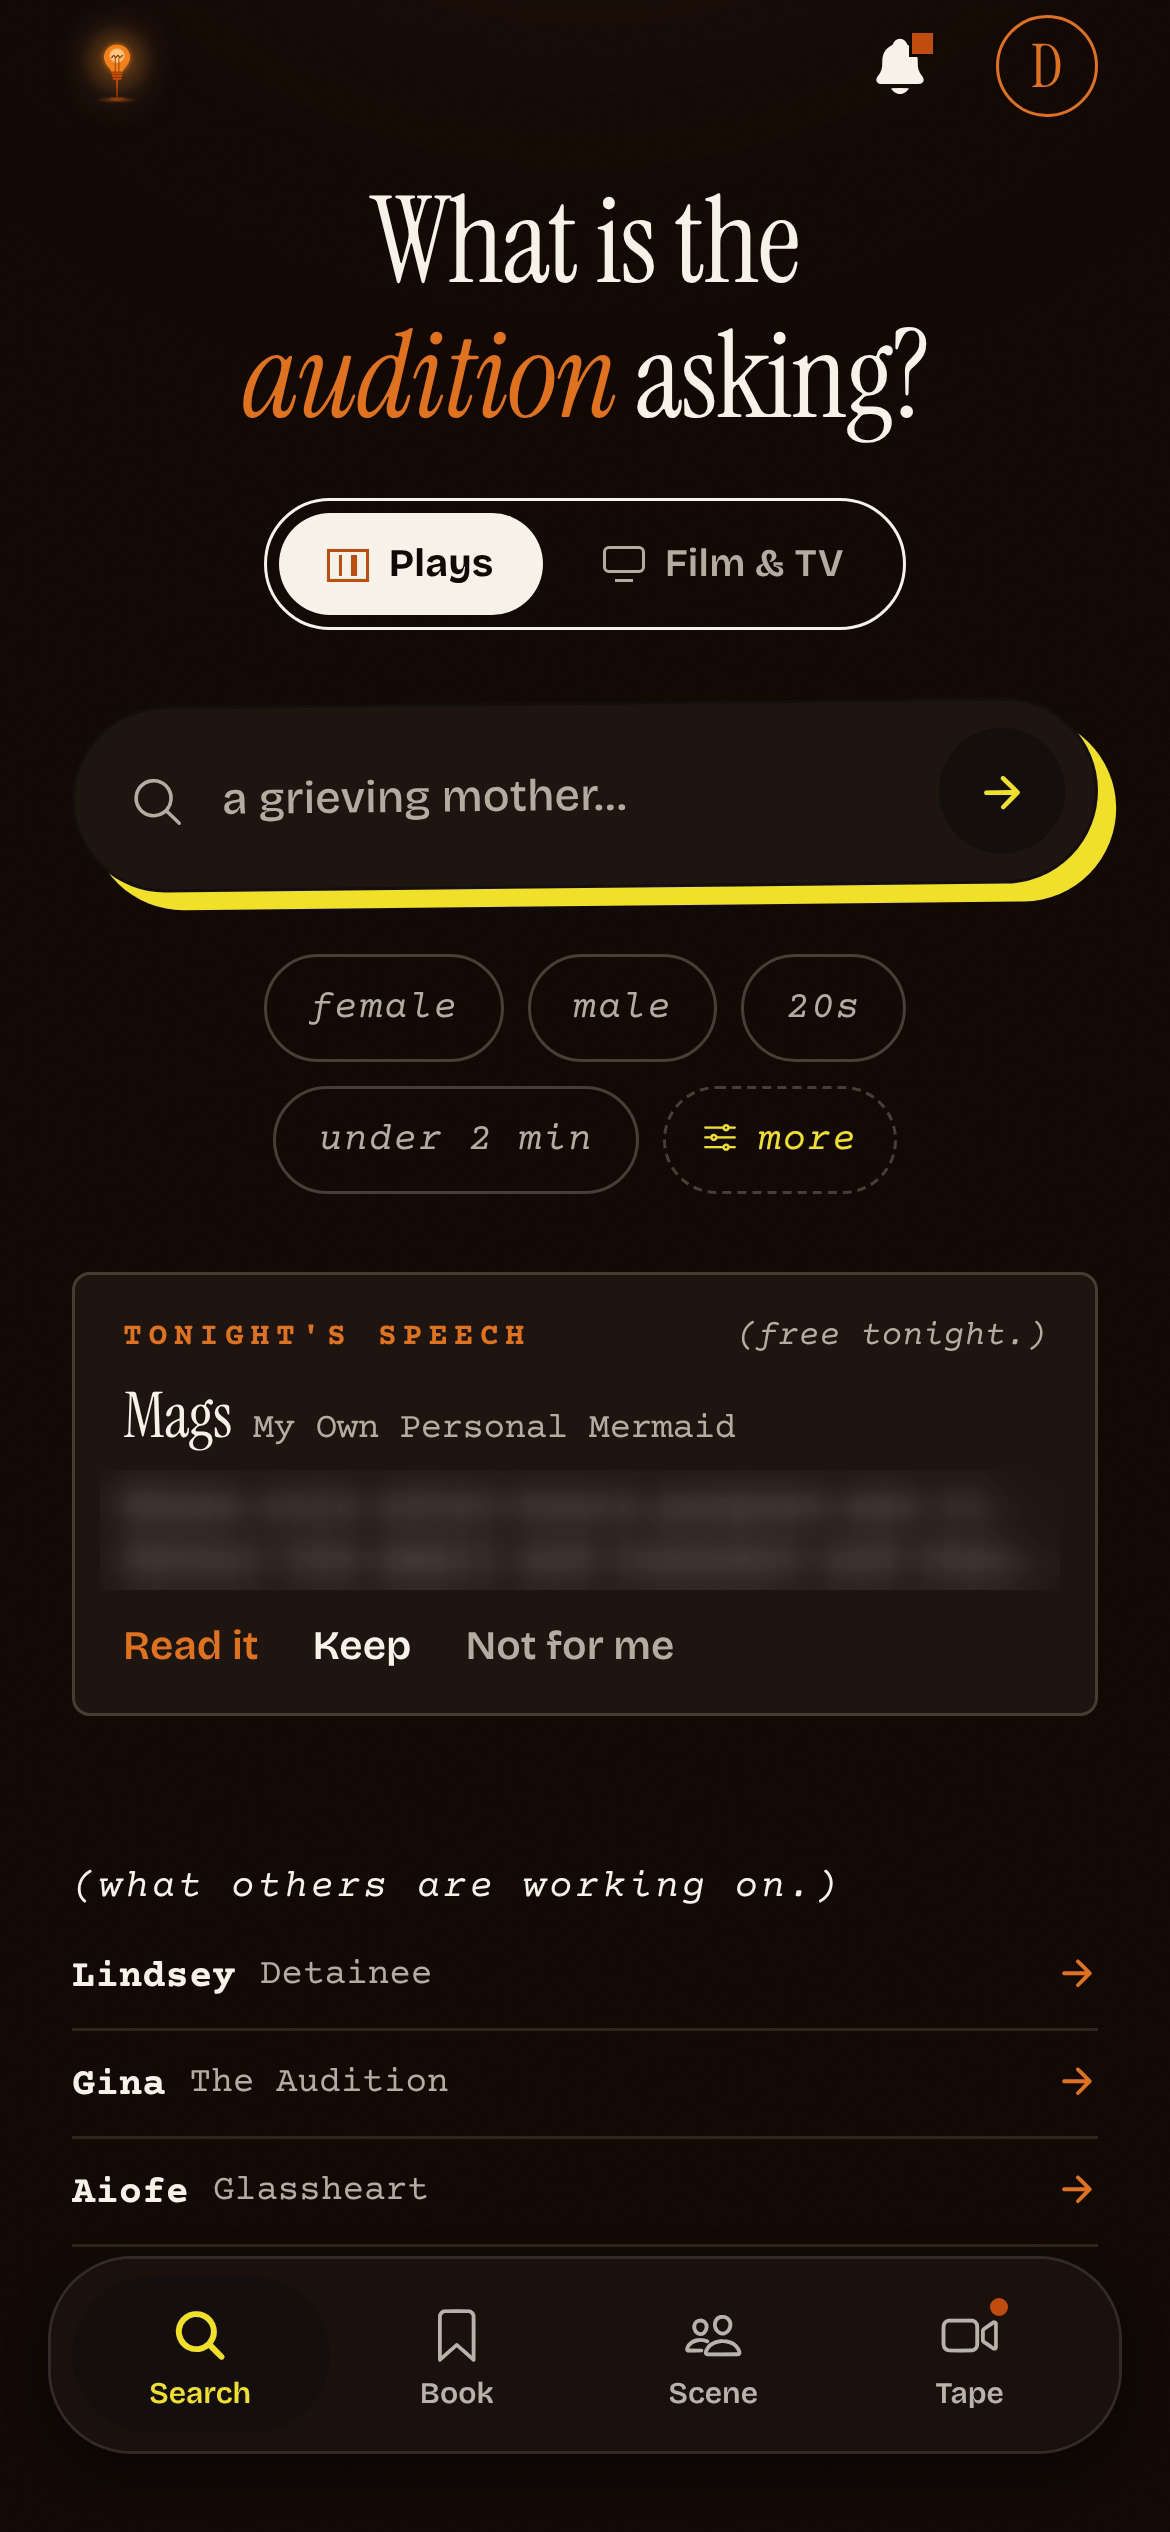 D
What is the
audition asking?
Plays Film & TV
a grieving mother...
female male 20s
under 2 min more
TONIGHT'S SPEECH (free tonight.)
Mags My Own Personal Mermaid
Read it Keep Not for me
(what others are working on.)
Lindsey Detainee
Gina The Audition
Aiofe Glassheart
Search Book Scene Tape